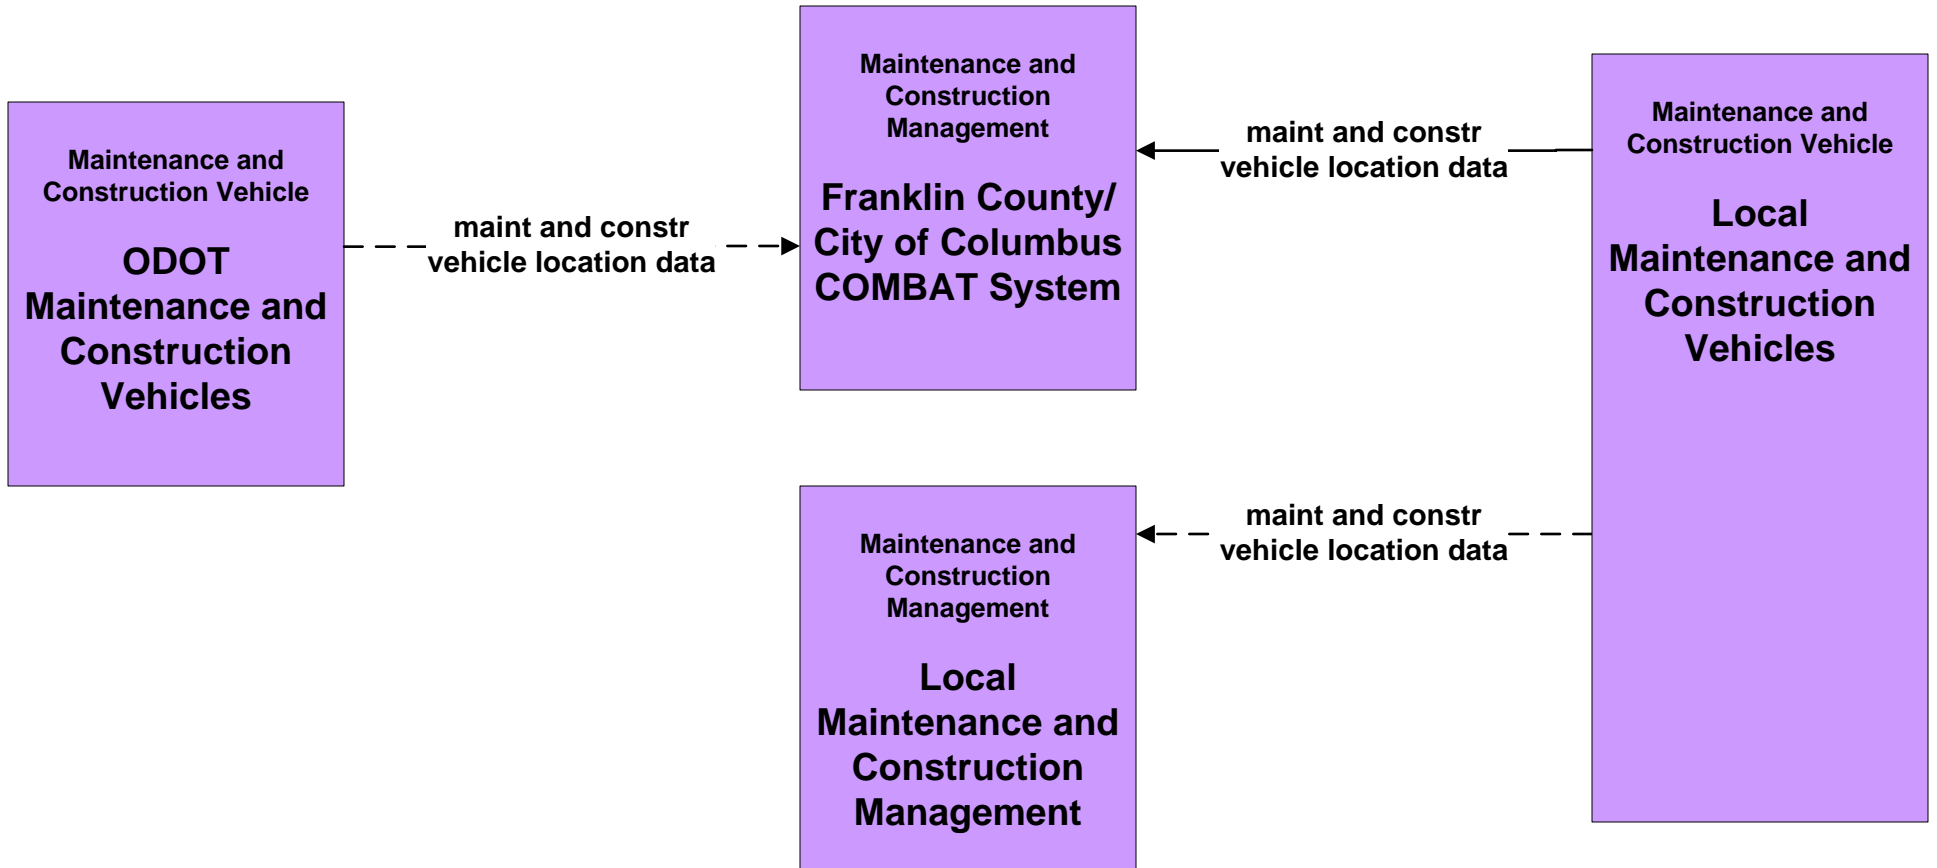 Maintenance and
Construction Vehicle
ODOT
Maintenance and
Construction
Vehicles
maint and constr
vehicle location data
Maintenance and
Construction
Management
Franklin County/
City of Columbus
COMBAT System
maint and constr
vehicle location data
Maintenance and
Construction Vehicle
Local
Maintenance and
Construction
Vehicles
maint and constr
vehicle location data
Maintenance and
Construction
Management
Local
Maintenance and
Construction
Management